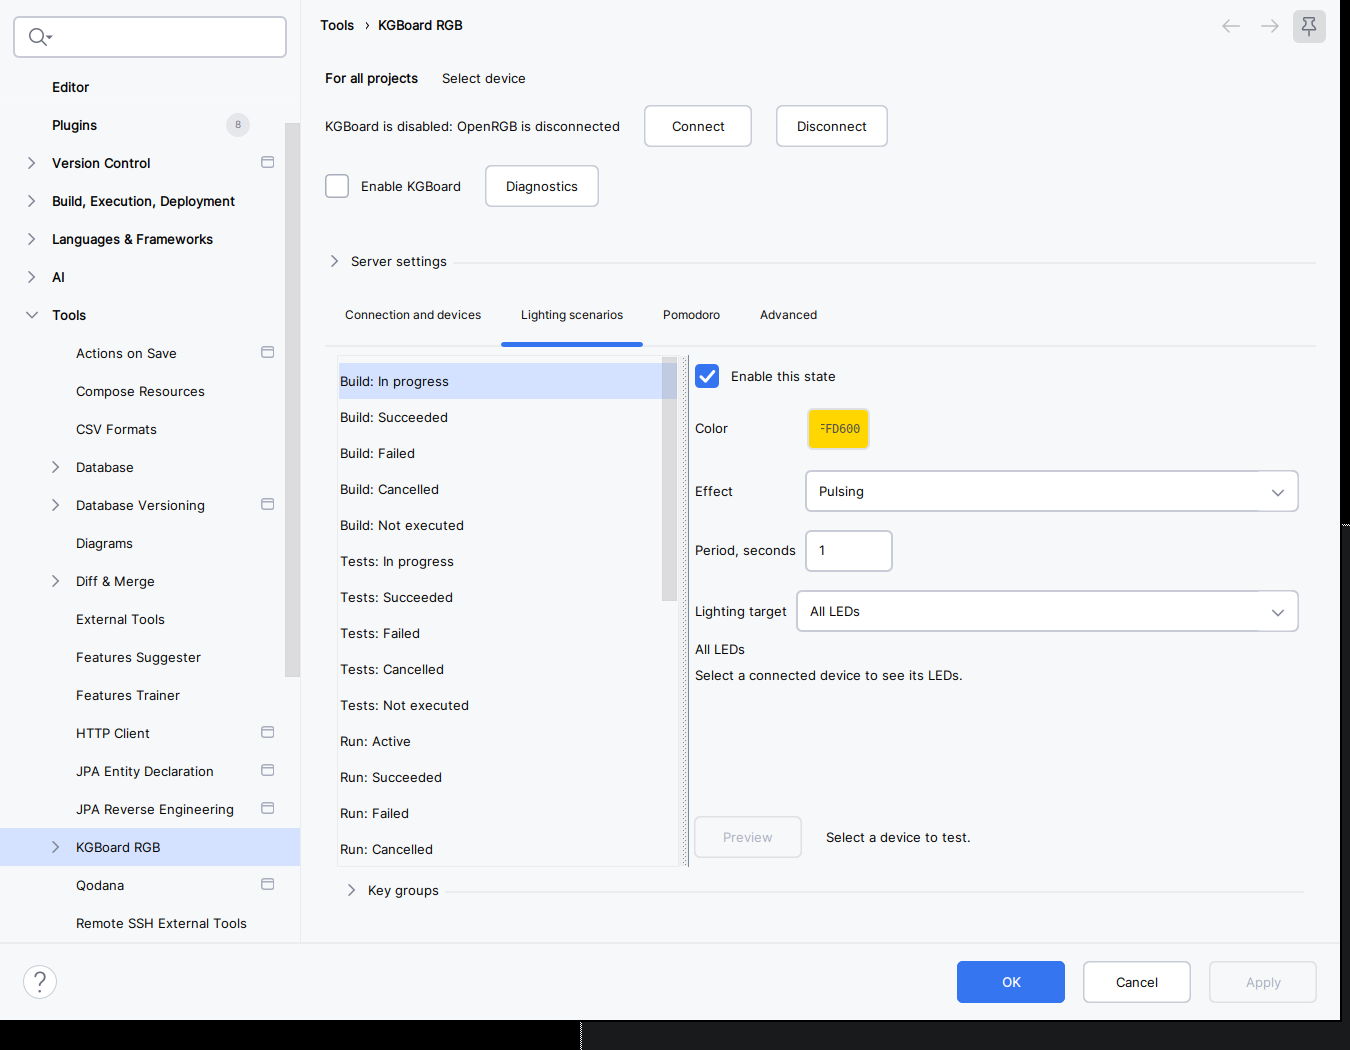 Tools › KGBoard RGB
Editor
Plugins 8
Version Control
Build, Execution, Deployment
Languages & Frameworks
AI
Tools
Actions on Save
Compose Resources
CSV Formats
Database
Database Versioning
Diagrams
Diff & Merge
External Tools
Features Suggester
Features Trainer
HTTP Client
JPA Entity Declaration
JPA Reverse Engineering
KGBoard RGB
Qodana
Remote SSH External Tools
For all projects Select device
KGBoard is disabled: OpenRGB is disconnected Connect Disconnect
Enable KGBoard Diagnostics
Server settings
Connection and devices Lighting scenarios Pomodoro Advanced
Build: In progress
Build: Succeeded
Build: Failed
Build: Cancelled
Build: Not executed
Tests: In progress
Tests: Succeeded
Tests: Failed
Tests: Cancelled
Tests: Not executed
Run: Active
Run: Succeeded
Run: Failed
Run: Cancelled
Enable this state
Color FFD600
Effect Pulsing
Period, seconds 1
Lighting target All LEDs
All LEDs
Select a connected device to see its LEDs.
Preview Select a device to test.
Key groups
? OK Cancel Apply